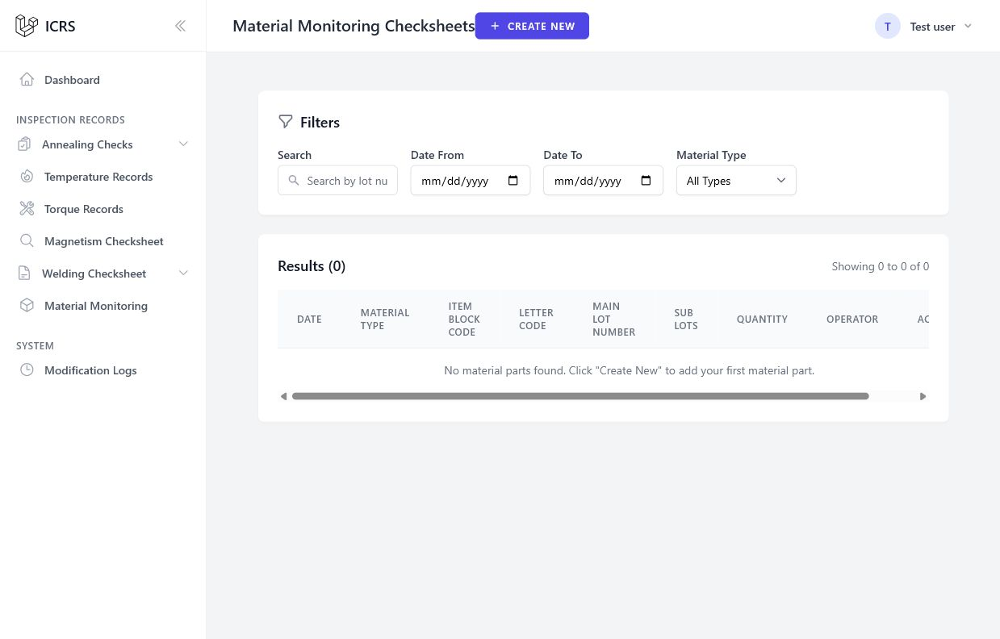 ICRS
Material Monitoring Checksheets
+ CREATE NEW
T
Test user
Dashboard
INSPECTION RECORDS
Annealing Checks
Temperature Records
Torque Records
Magnetism Checksheet
Welding Checksheet
Material Monitoring
SYSTEM
Modification Logs
Filters
Search
Date From
Date To
Material Type
Search by lot nu
mm/dd/yyyy
mm/dd/yyyy
All Types
Results (0)
Showing 0 to 0 of 0
DATE
MATERIAL
TYPE
ITEM
BLOCK
CODE
LETTER
CODE
MAIN
LOT
NUMBER
SUB
LOTS
QUANTITY
OPERATOR
AC
No material parts found. Click "Create New" to add your first material part.